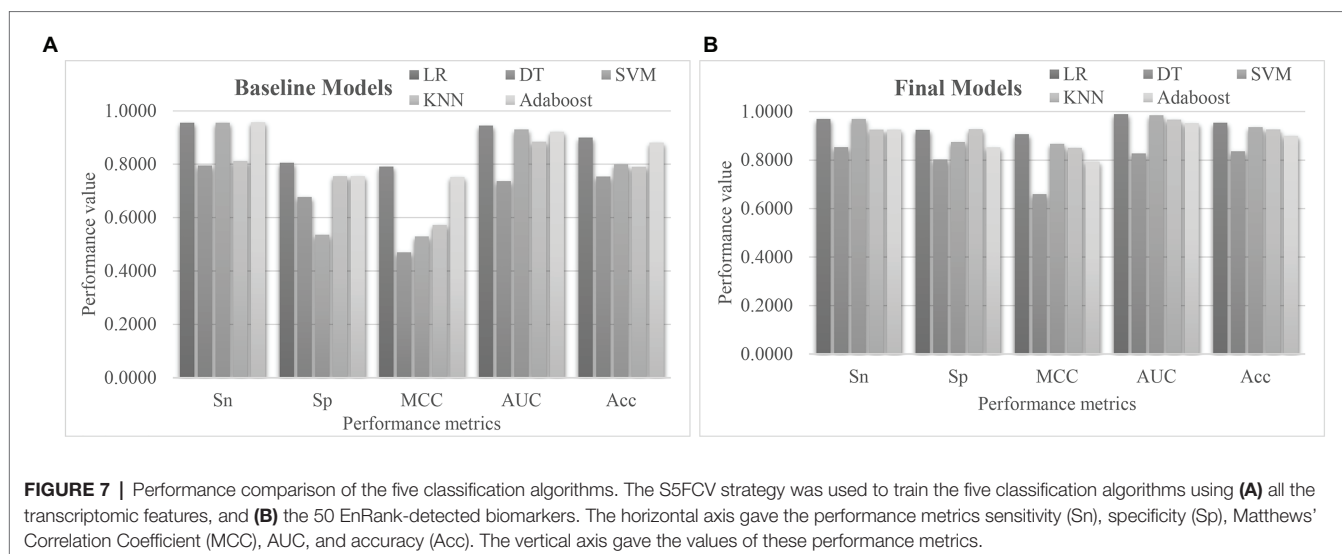 A
Baseline Models
LR DT SVM
KNN Adaboost
1.0000
0.8000
0.6000
0.4000
0.2000
0.0000
Performance value
Sn Sp MCC AUC Acc
Performance metrics
B
Final Models
LR DT SVM
KNN Adaboost
1.0000
0.8000
0.6000
0.4000
0.2000
0.0000
Performance value
Sn Sp MCC AUC Acc
Performance metrics
FIGURE 7 | Performance comparison of the five classification algorithms. The S5FCV strategy was used to train the five classification algorithms using (A) all the
transcriptomic features, and (B) the 50 EnRank-detected biomarkers. The horizontal axis gave the performance metrics sensitivity (Sn), specificity (Sp), Matthews’
Correlation Coefficient (MCC), AUC, and accuracy (Acc). The vertical axis gave the values of these performance metrics.